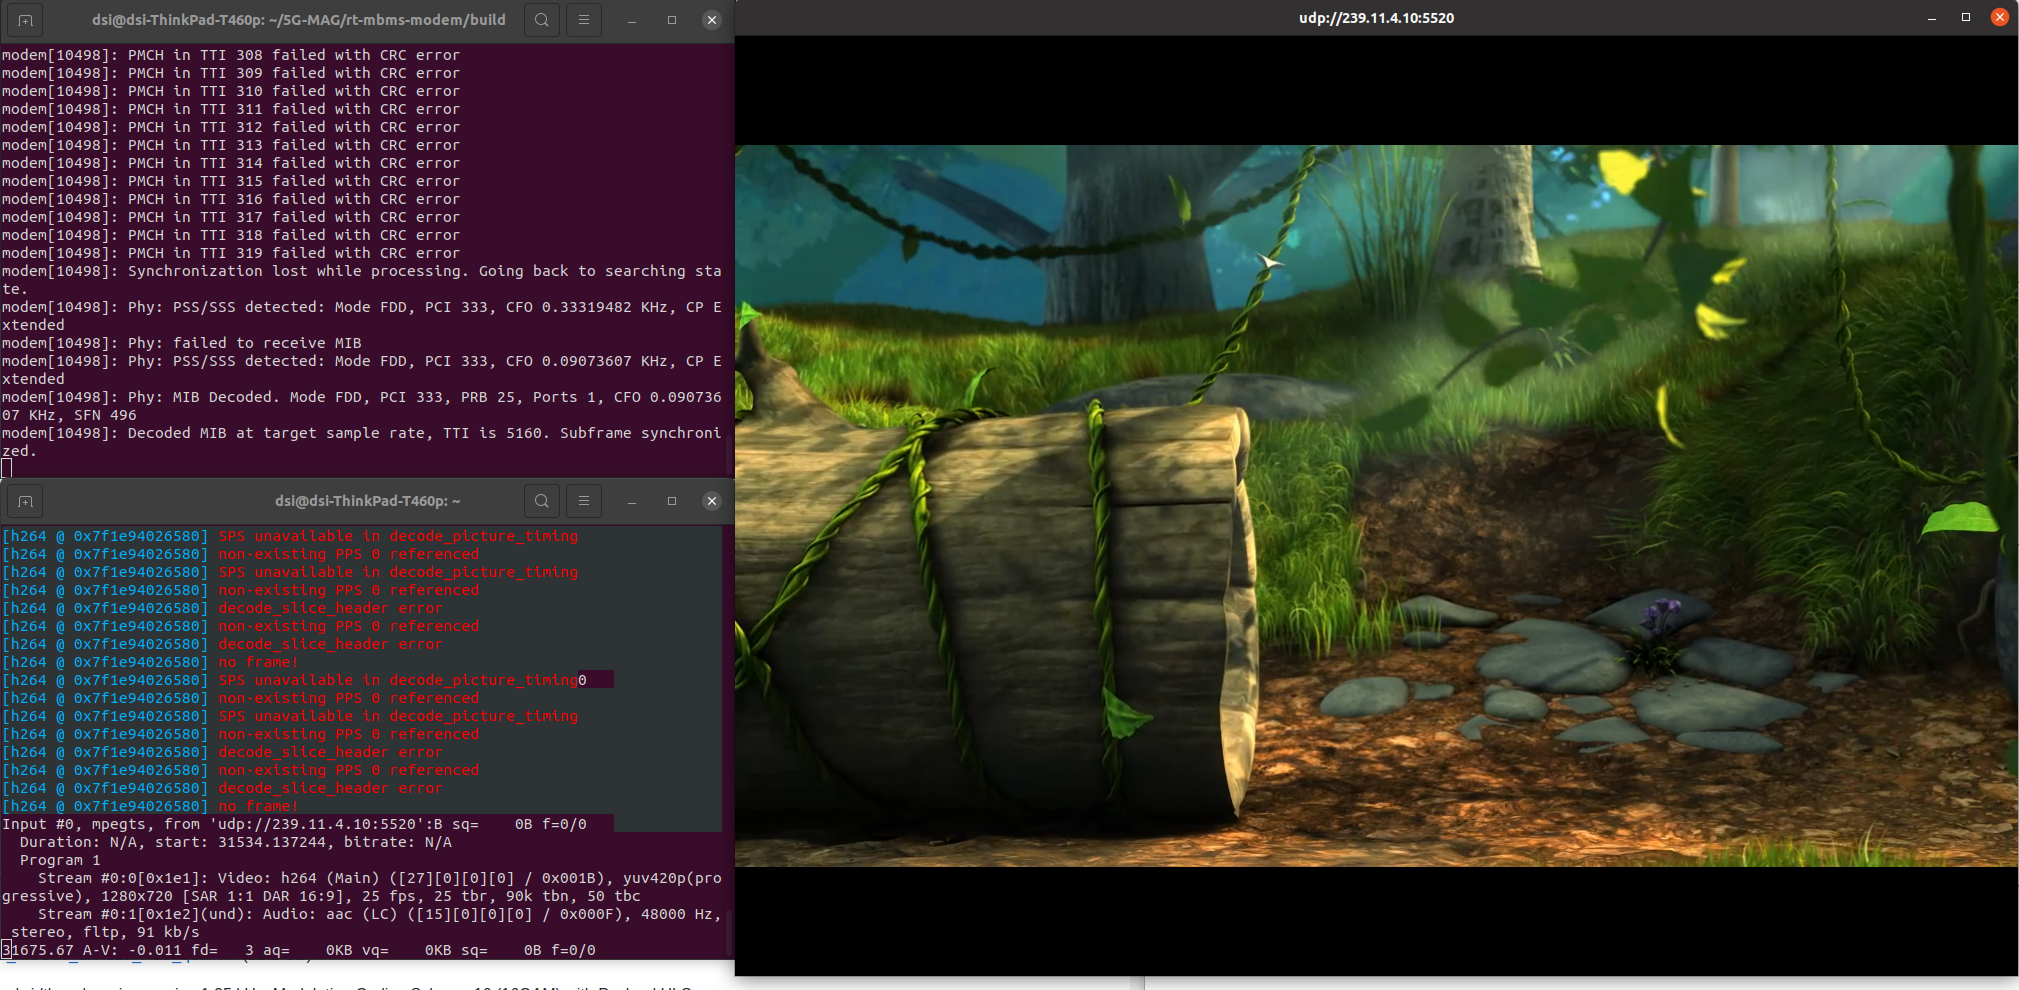 dsi@dsi-ThinkPad-T460p: ~/5G-MAG/rt-mbms-modem/build
modem[10498]: PMCH in TTI 308 failed with CRC error
modem[10498]: PMCH in TTI 309 failed with CRC error
modem[10498]: PMCH in TTI 310 failed with CRC error
modem[10498]: PMCH in TTI 311 failed with CRC error
modem[10498]: PMCH in TTI 312 failed with CRC error
modem[10498]: PMCH in TTI 313 failed with CRC error
modem[10498]: PMCH in TTI 314 failed with CRC error
modem[10498]: PMCH in TTI 315 failed with CRC error
modem[10498]: PMCH in TTI 316 failed with CRC error
modem[10498]: PMCH in TTI 317 failed with CRC error
modem[10498]: PMCH in TTI 318 failed with CRC error
modem[10498]: PMCH in TTI 319 failed with CRC error
modem[10498]: Synchronization lost while processing. Going back to searching sta
te.
modem[10498]: Phy: PSS/SSS detected: Mode FDD, PCI 333, CFO 0.33319482 KHz, CP E
xtended
modem[10498]: Phy: failed to receive MIB
modem[10498]: Phy: PSS/SSS detected: Mode FDD, PCI 333, CFO 0.09073607 KHz, CP E
xtended
modem[10498]: Phy: MIB Decoded. Mode FDD, PCI 333, PRB 25, Ports 1, CFO 0.090736
07 KHz, SFN 496
modem[10498]: Decoded MIB at target sample rate, TTI is 5160. Subframe synchroni
zed.
dsi@dsi-ThinkPad-T460p: ~
[h264 @ 0x7f1e94026580] SPS unavailable in decode_picture_timing
[h264 @ 0x7f1e94026580] non-existing PPS 0 referenced
[h264 @ 0x7f1e94026580] SPS unavailable in decode_picture_timing
[h264 @ 0x7f1e94026580] non-existing PPS 0 referenced
[h264 @ 0x7f1e94026580] decode_slice_header error
[h264 @ 0x7f1e94026580] non-existing PPS 0 referenced
[h264 @ 0x7f1e94026580] decode_slice_header error
[h264 @ 0x7f1e94026580] no frame!
[h264 @ 0x7f1e94026580] SPS unavailable in decode_picture_timing0
[h264 @ 0x7f1e94026580] non-existing PPS 0 referenced
[h264 @ 0x7f1e94026580] SPS unavailable in decode_picture_timing
[h264 @ 0x7f1e94026580] non-existing PPS 0 referenced
[h264 @ 0x7f1e94026580] decode_slice_header error
[h264 @ 0x7f1e94026580] non-existing PPS 0 referenced
[h264 @ 0x7f1e94026580] decode_slice_header error
[h264 @ 0x7f1e94026580] no frame!
Input #0, mpegts, from 'udp://239.11.4.10:5520':B sq=    0B f=0/0
Duration: N/A, start: 31534.137244, bitrate: N/A
Program 1
Stream #0:0[0x1e1]: Video: h264 (Main) ([27][0][0][0] / 0x001B), yuv420p(pro
gressive), 1280x720 [SAR 1:1 DAR 16:9], 25 fps, 25 tbr, 90k tbn, 50 tbc
Stream #0:1[0x1e2](und): Audio: aac (LC) ([15][0][0][0] / 0x000F), 48000 Hz,
stereo, fltp, 91 kb/s
31675.67 A-V: -0.011 fd=   3 aq=    0KB vq=    0KB sq=    0B f=0/0
udp://239.11.4.10:5520